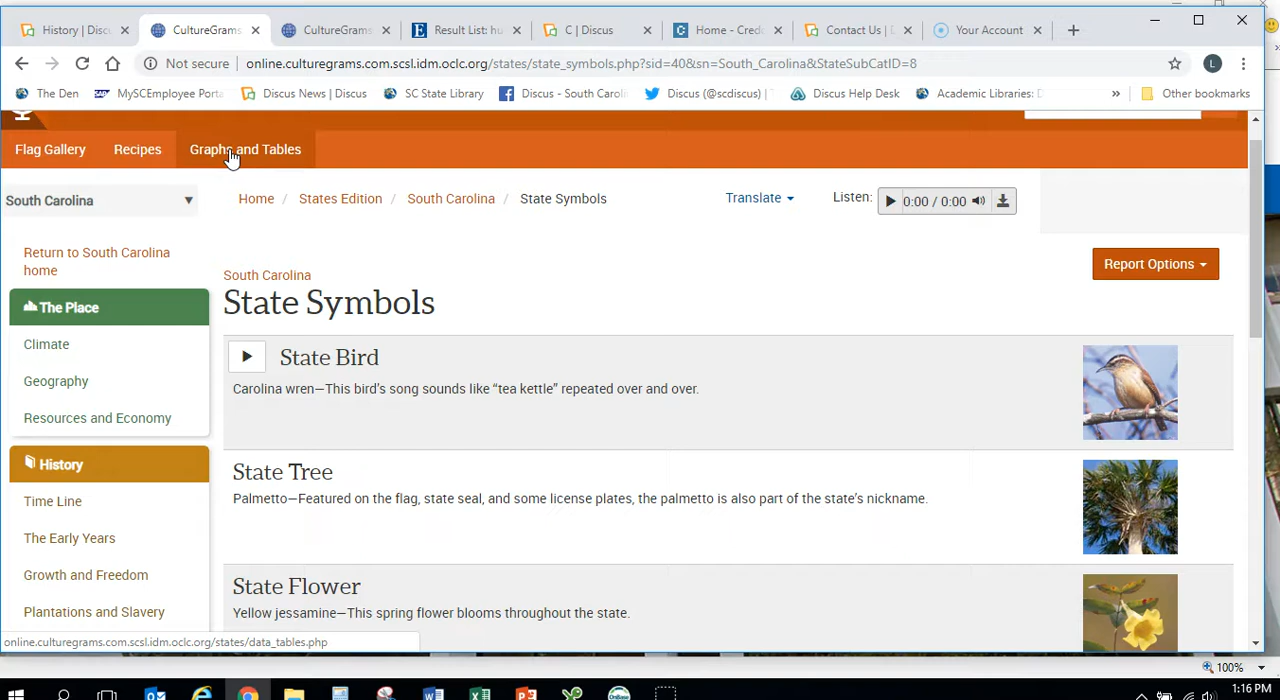 History | Discu
CultureGrams
CultureGrams
Result List: hu
C | Discus
Home - Cred
Contact Us | D
Your Account
Not secure
online.culturegrams.com.scsl.idm.oclc.org/states/state_symbols.php?sid=40&sn=South_Carolina&StateSubCatID=8
L
The Den
MySCEmployee Porta
Discus News | Discus
SC State Library
Discus - South Caroli
Discus (@scdiscus) | T
Discus Help Desk
Academic Libraries: D
»
Other bookmarks
Flag Gallery
Recipes
Graphs and Tables
South Carolina
Home / States Edition / South Carolina / State Symbols
Translate
Listen:
0:00 / 0:00
Return to South Carolina
home
Report Options
South Carolina
State Symbols
The Place
Climate
Geography
Resources and Economy
History
Time Line
The Early Years
Growth and Freedom
Plantations and Slavery
State Bird
Carolina wren—This bird's song sounds like “tea kettle” repeated over and over.
State Tree
Palmetto—Featured on the flag, state seal, and some license plates, the palmetto is also part of the state's nickname.
State Flower
Yellow jessamine—This spring flower blooms throughout the state.
online.culturegrams.com.scsl.idm.oclc.org/states/data_tables.php
100%
1:16 PM